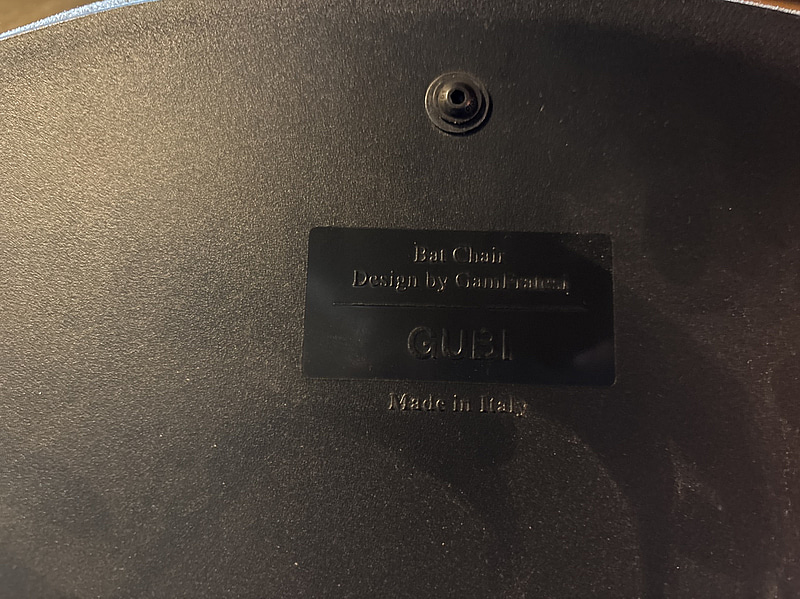 Bat Chair
Design by GamFratesi
GUBI
Made in Italy